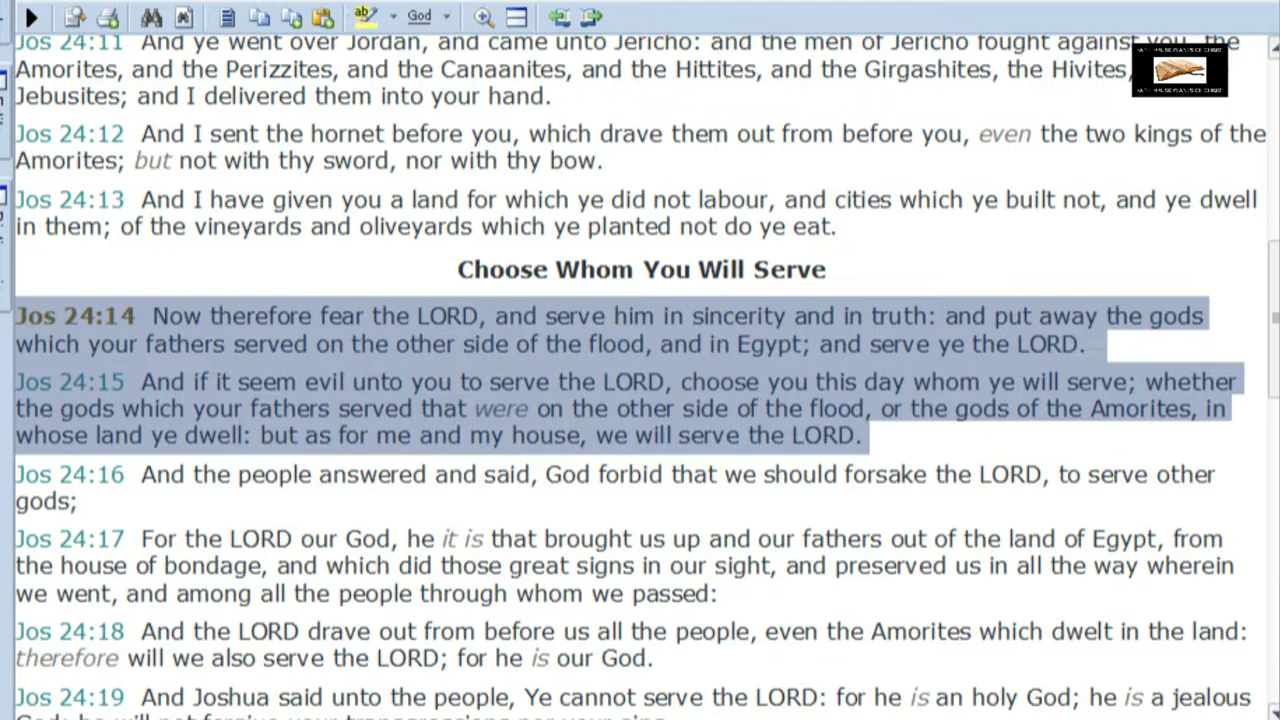 God
Jos 24:11 And ye went over Jordan, and came unto Jericho: and the men of Jericho fought against you, the
Amorites, and the Perizzites, and the Canaanites, and the Hittites, and the Girgashites, the Hivites,
Jebusites; and I delivered them into your hand.
Jos 24:12 And I sent the hornet before you, which drave them out from before you, even the two kings of the
Amorites; but not with thy sword, nor with thy bow.
Jos 24:13 And I have given you a land for which ye did not labour, and cities which ye built not, and ye dwell
in them; of the vineyards and oliveyards which ye planted not do ye eat.
Choose Whom You Will Serve
Jos 24:14 Now therefore fear the LORD, and serve him in sincerity and in truth: and put away the gods
which your fathers served on the other side of the flood, and in Egypt; and serve ye the LORD.
Jos 24:15 And if it seem evil unto you to serve the LORD, choose you this day whom ye will serve; whether
the gods which your fathers served that were on the other side of the flood, or the gods of the Amorites, in
whose land ye dwell: but as for me and my house, we will serve the LORD.
Jos 24:16 And the people answered and said, God forbid that we should forsake the LORD, to serve other
gods;
Jos 24:17 For the LORD our God, he it is that brought us up and our fathers out of the land of Egypt, from
the house of bondage, and which did those great signs in our sight, and preserved us in all the way wherein
we went, and among all the people through whom we passed:
Jos 24:18 And the LORD drave out from before us all the people, even the Amorites which dwelt in the land:
therefore will we also serve the LORD; for he is our God.
Jos 24:19 And Joshua said unto the people, Ye cannot serve the LORD: for he is an holy God; he is a jealous
God; he will not forgive your transgressions nor your sins.